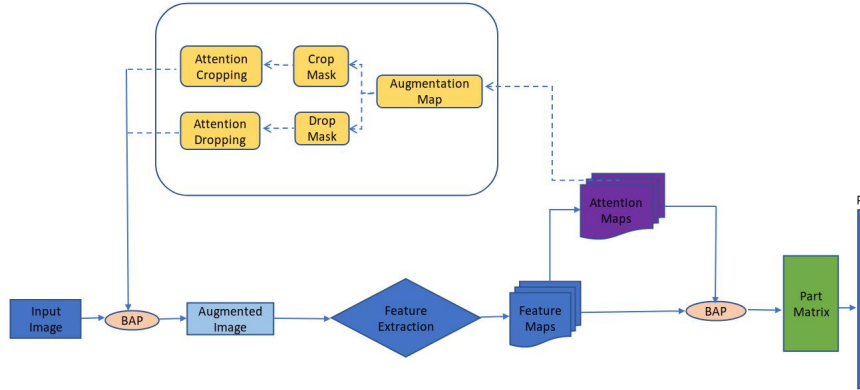 Attention
Cropping
Crop
Mask
Augmentation
Map
Attention
Dropping
Drop
Mask
Attention
Maps
Input
Image
BAP
Augmented
Image
Feature
Extraction
Feature
Maps
BAP
Part
Matrix